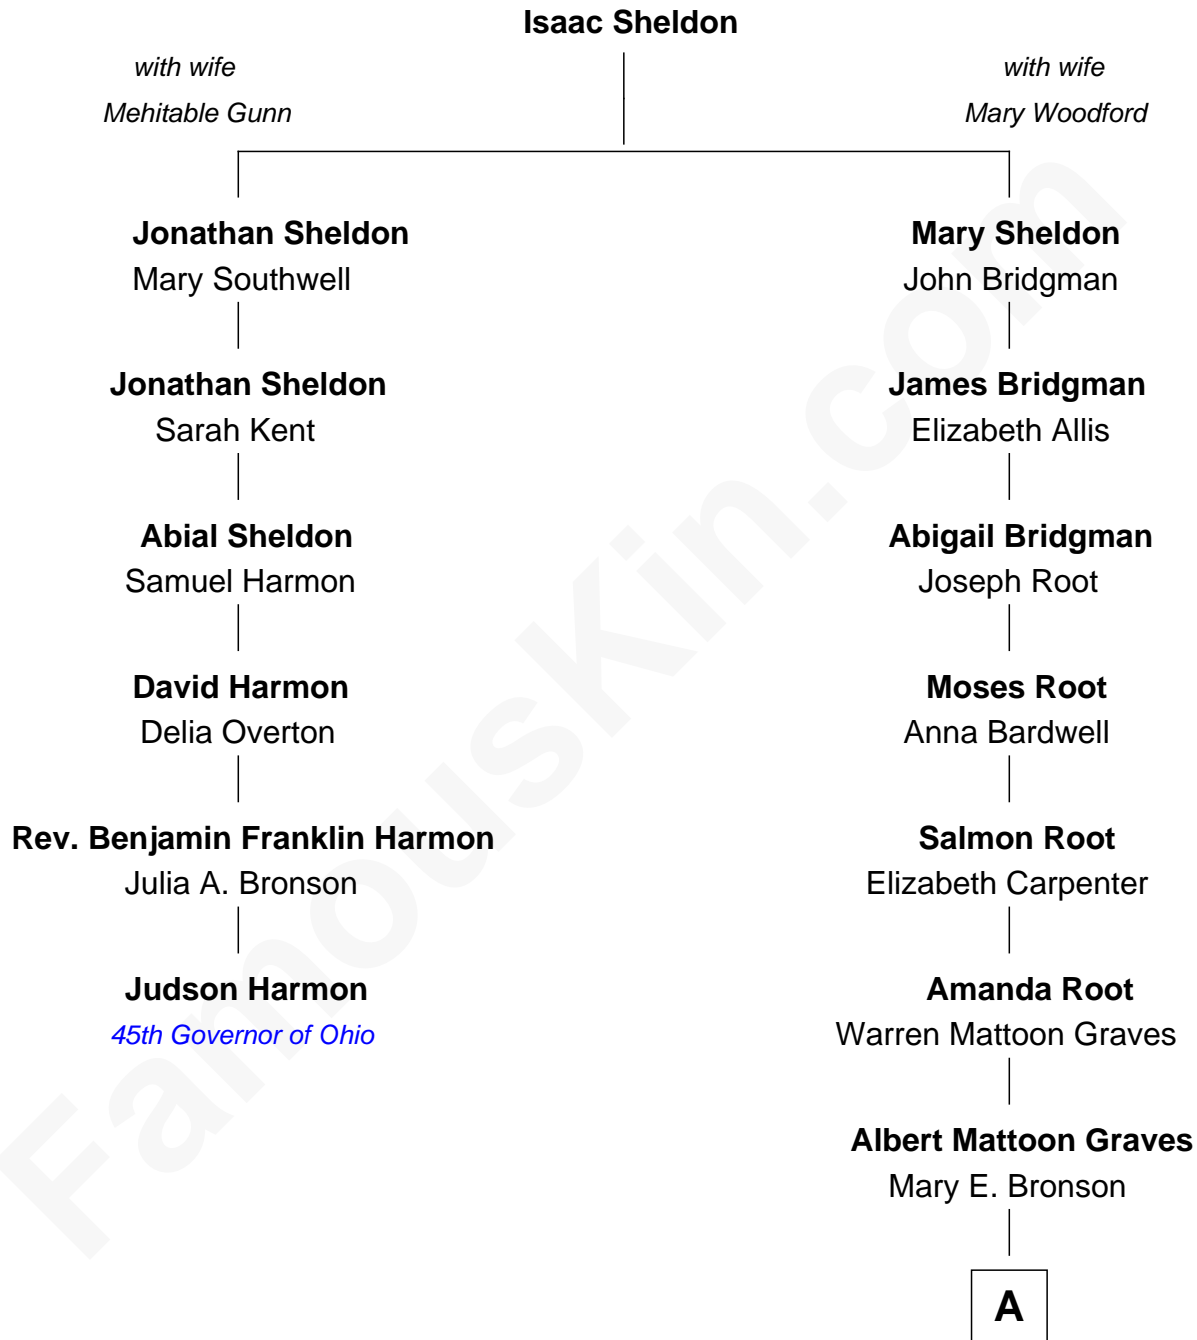 Isaac Sheldon
with wife
Mehitable Gunn
with wife
Mary Woodford
Jonathan Sheldon
Mary Southwell
Mary Sheldon
John Bridgman
Jonathan Sheldon
Sarah Kent
James Bridgman
Elizabeth Allis
Abial Sheldon
Samuel Harmon
Abigail Bridgman
Joseph Root
David Harmon
Delia Overton
Moses Root
Anna Bardwell
Rev. Benjamin Franklin Harmon
Julia A. Bronson
Salmon Root
Elizabeth Carpenter
Judson Harmon
45th Governor of Ohio
Amanda Root
Warren Mattoon Graves
Albert Mattoon Graves
Mary E. Bronson
A
FamousKin.com